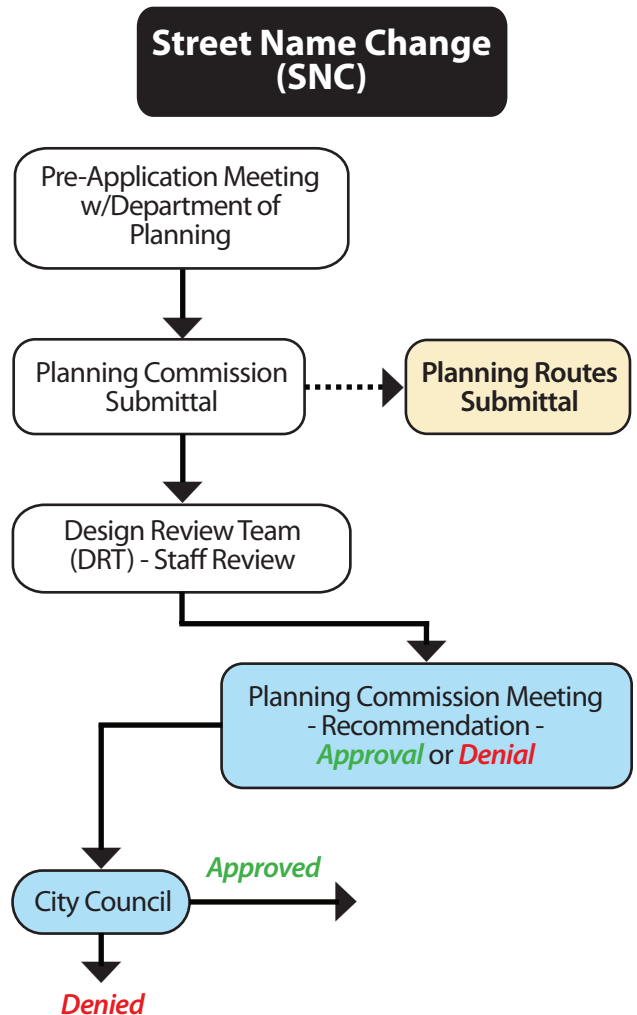 Street Name Change
(SNC)
Pre-Application Meeting
w/Department of
Planning
Planning Commission
Submittal
Planning Routes
Submittal
Design Review Team
(DRT) - Staff Review
Planning Commission Meeting
- Recommendation -
Approval or Denial
Approved
City Council
Denied